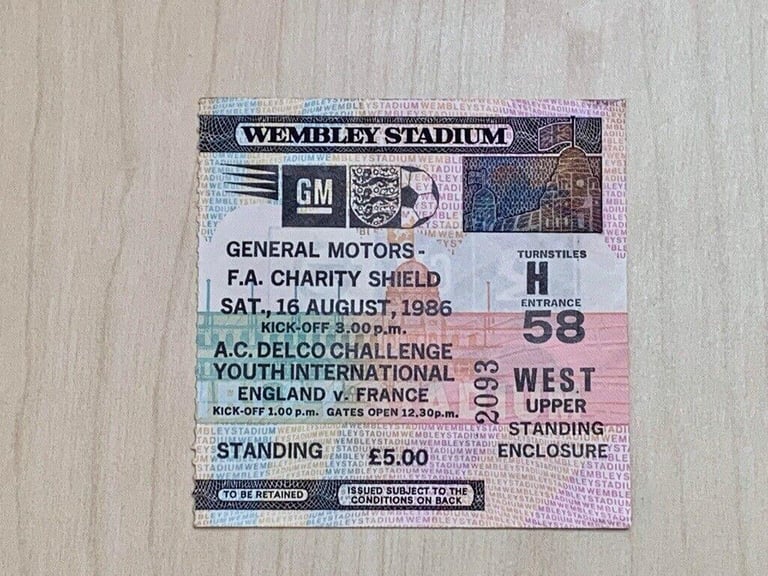 WEMBLEY STADIUM
GM
GENERAL MOTORS -
F.A. CHARITY SHIELD
SAT., 16 AUGUST, 1986
KICK-OFF 3.00 p.m.
A.C. DELCO CHALLENGE
YOUTH INTERNATIONAL
ENGLAND v. FRANCE
KICK-OFF 1.00 p.m. GATES OPEN 12.30p.m.
STANDING £5.00
TURNSTILES
H
ENTRANCE
58
2093
WEST
UPPER
STANDING
ENCLOSURE
TO BE RETAINED
ISSUED SUBJECT TO THE
CONDITIONS ON BACK